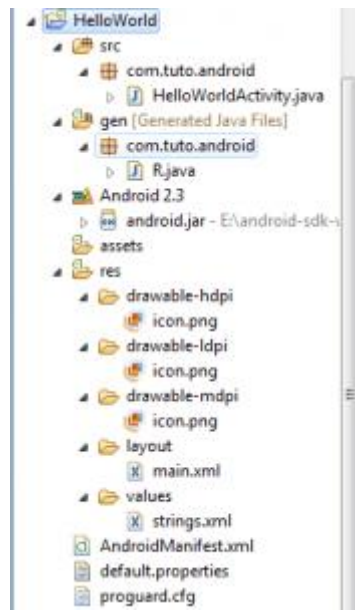 HelloWorld
src
com.tuto.android
HelloWorldActivity.java
gen [Generated Java Files]
com.tuto.android
R.java
Android 2.3
android.jar - E:\android-sdk-
assets
res
drawable-hdpi
icon.png
drawable-ldpi
icon.png
drawable-mdpi
icon.png
layout
main.xml
values
strings.xml
AndroidManifest.xml
default.properties
proguard.cfg